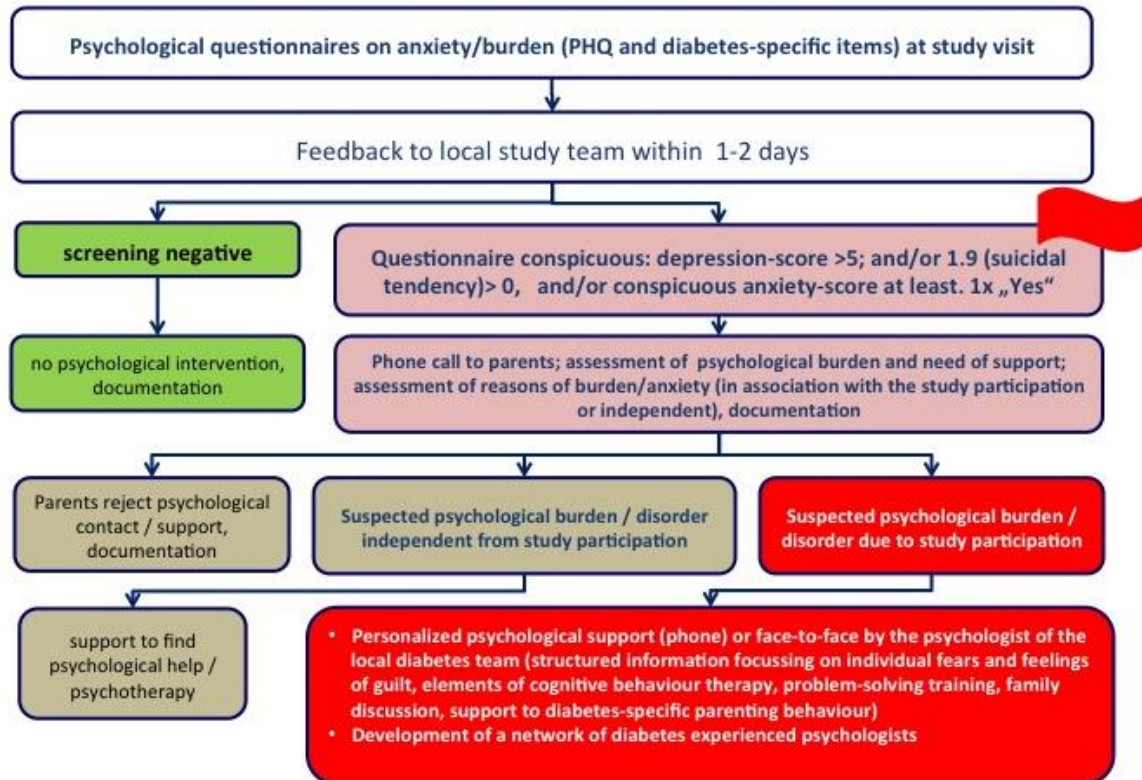 Psychological questionnaires on anxiety/burden (PHQ and diabetes-specific items) at study visit
Feedback to local study team within 1-2 days
screening negative
Questionnaire conspicuous: depression-score >5; and/or 1.9 (suicidal
tendency)> 0, and/or conspicuous anxiety-score at least. 1x „Yes“
no psychological intervention,
documentation
Phone call to parents; assessment of psychological burden and need of support;
assessment of reasons of burden/anxiety (in association with the study participation
or independent), documentation
Parents reject psychological
contact / support,
documentation
Suspected psychological burden / disorder
independent from study participation
Suspected psychological burden /
disorder due to study participation
support to find
psychological help /
psychotherapy
• Personalized psychological support (phone) or face-to-face by the psychologist of the
local diabetes team (structured information focussing on individual fears and feelings
of guilt, elements of cognitive behaviour therapy, problem-solving training, family
discussion, support to diabetes-specific parenting behaviour)
• Development of a network of diabetes experienced psychologists